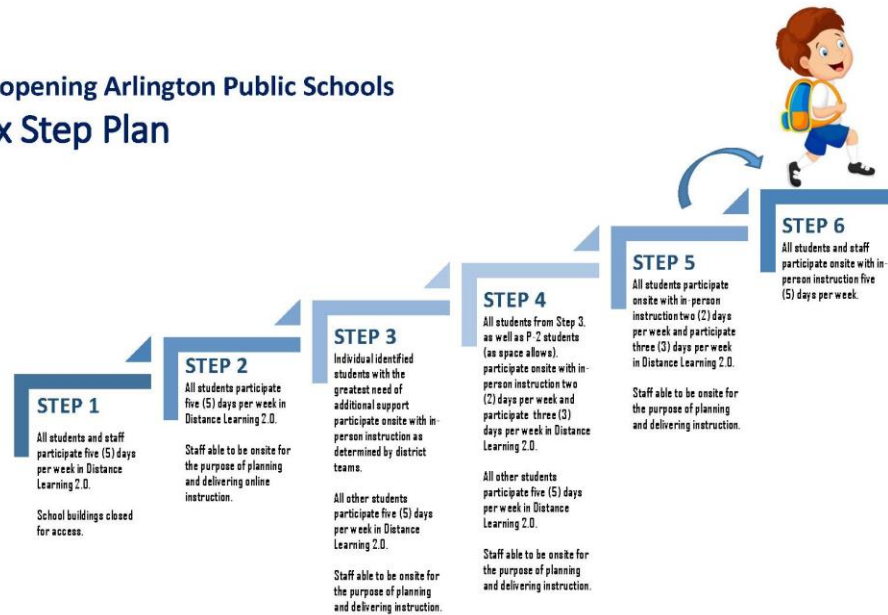 opening Arlington Public Schools
x Step Plan
STEP 1
All students and staff
participate five (5) days
per week in Distance
Learning 2.0.
School buildings closed
for access.
STEP 2
All students participate
five (5) days per week in
Distance Learning 2.0.
Staff able to be onsite for
the purpose of planning
and delivering online
instruction.
STEP 3
Individual identified
students with the
greatest need of
additional support
participate onsite with in-
person instruction as
determined by district
teams.
All other students
participate five (5) days
per week in Distance
Learning 2.0.
Staff able to be onsite for
the purpose of planning
and delivering instruction.
STEP 4
All students from Step 3,
as well as P-2 students
(as space allows),
participate onsite with in-
person instruction two
(2) days per week and
participate three (3)
days per week in Distance
Learning 2.0.
All other students
participate five (5) days
per week in Distance
Learning 2.0.
Staff able to be onsite for
the purpose of planning
and delivering instruction.
STEP 5
All students participate
onsite with in-person
instruction two (2) days
per week and participate
three (3) days per week
in Distance Learning 2.0.
Staff able to be onsite for
the purpose of planning
and delivering instruction.
STEP 6
All students and staff
participate onsite with in-
person instruction five
(5) days per week.